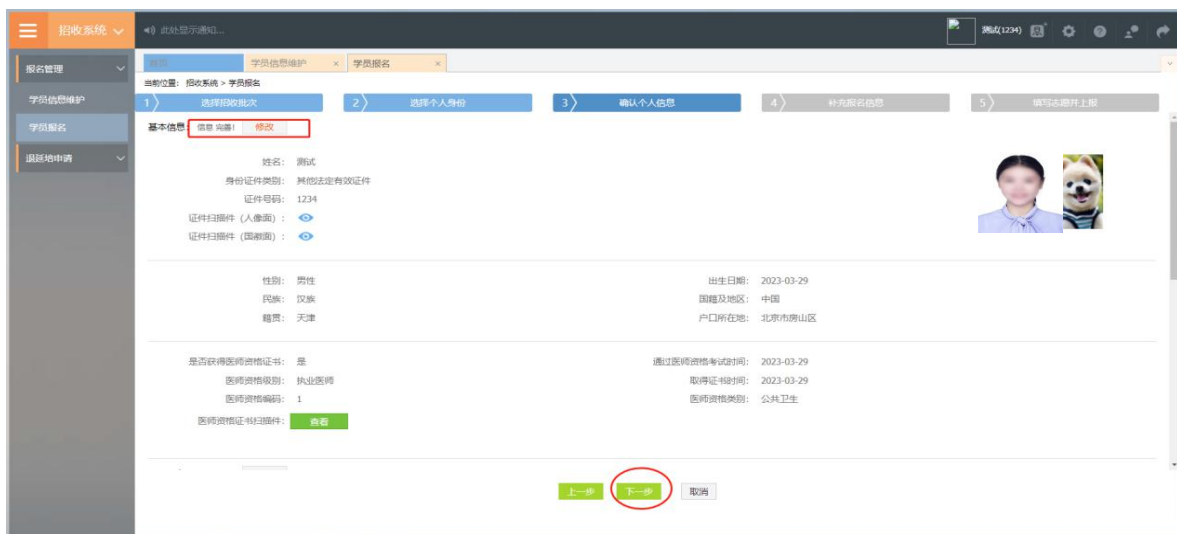 招收系统
此处显示通知...
测试(1234)
报名管理
学员信息维护
学员报名
退延培申请
首页
学员信息维护 ×
学员报名 ×
当前位置: 招收系统 > 学员报名
1 选择招收批次
2 选择个人身份
3 确认个人信息
4 补充报名信息
5 填写志愿并上报
基本信息: 信息 完善! 修改
姓名: 测试
身份证件类别: 其他法定有效证件
证件号码: 1234
证件扫描件 (人像面) :
证件扫描件 (国徽面) :
性别: 男性
出生日期: 2023-03-29
民族: 汉族
国籍及地区: 中国
籍贯: 天津
户口所在地: 北京市房山区
是否获得医师资格证书: 是
通过医师资格考试时间: 2023-03-29
医师资格级别: 执业医师
取得证书时间: 2023-03-29
医师资格编码: 1
医师资格类别: 公共卫生
医师资格证书扫描件: 查看
上一步
下一步
取消